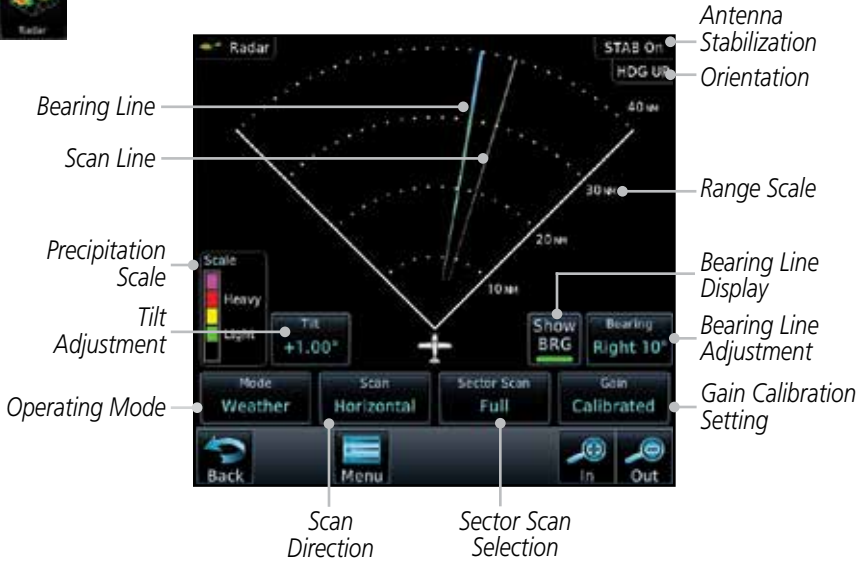 Radar
Radar
STAB On
HDG UP
Antenna
Stabilization
Orientation
40 NM
Bearing Line
Scan Line
30 NM
Range Scale
20 NM
10 NM
Precipitation
Scale
Scale
Heavy
Light
Tilt
Adjustment
Tilt
+1.00°
Show
BRG
Bearing
Right 10°
Bearing Line
Display
Bearing Line
Adjustment
Operating Mode
Mode
Weather
Scan
Horizontal
Sector Scan
Full
Gain
Calibrated
Gain Calibration
Setting
Back
Menu
In
Out
Scan
Direction
Sector Scan
Selection